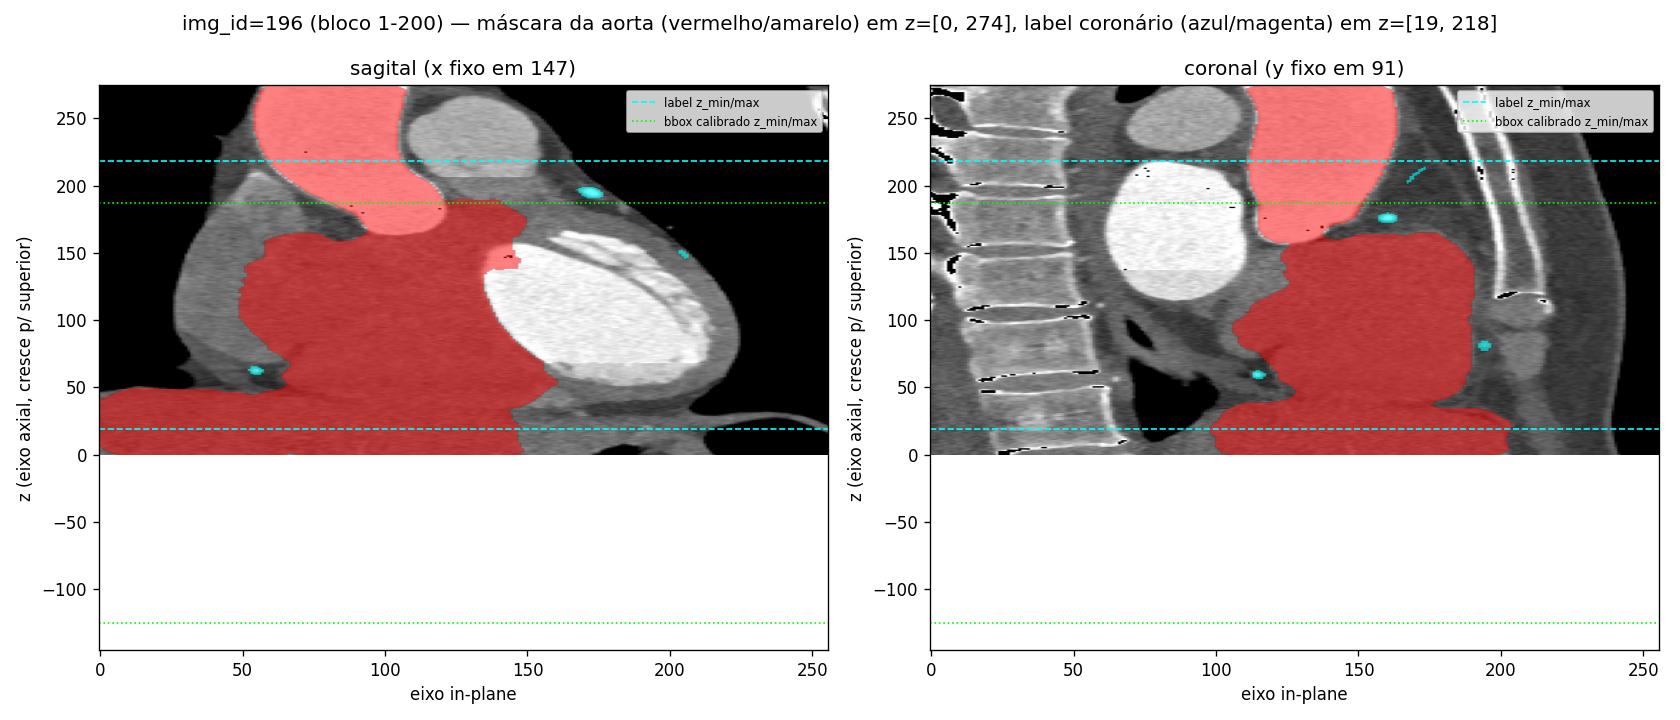 img_id=196 (bloco 1-200) — máscara da aorta (vermelho/amarelo) em z=[0, 274], label coronário (azul/magenta) em z=[19, 218]
sagital (x fixo em 147)
label z_min/max
bbox calibrado z_min/max
z (eixo axial, cresce p/ superior)
250
200
150
100
50
0
−50
−100
0
50
100
150
200
250
eixo in-plane
coronal (y fixo em 91)
label z_min/max
bbox calibrado z_min/max
z (eixo axial, cresce p/ superior)
250
200
150
100
50
0
−50
−100
0
50
100
150
200
250
eixo in-plane